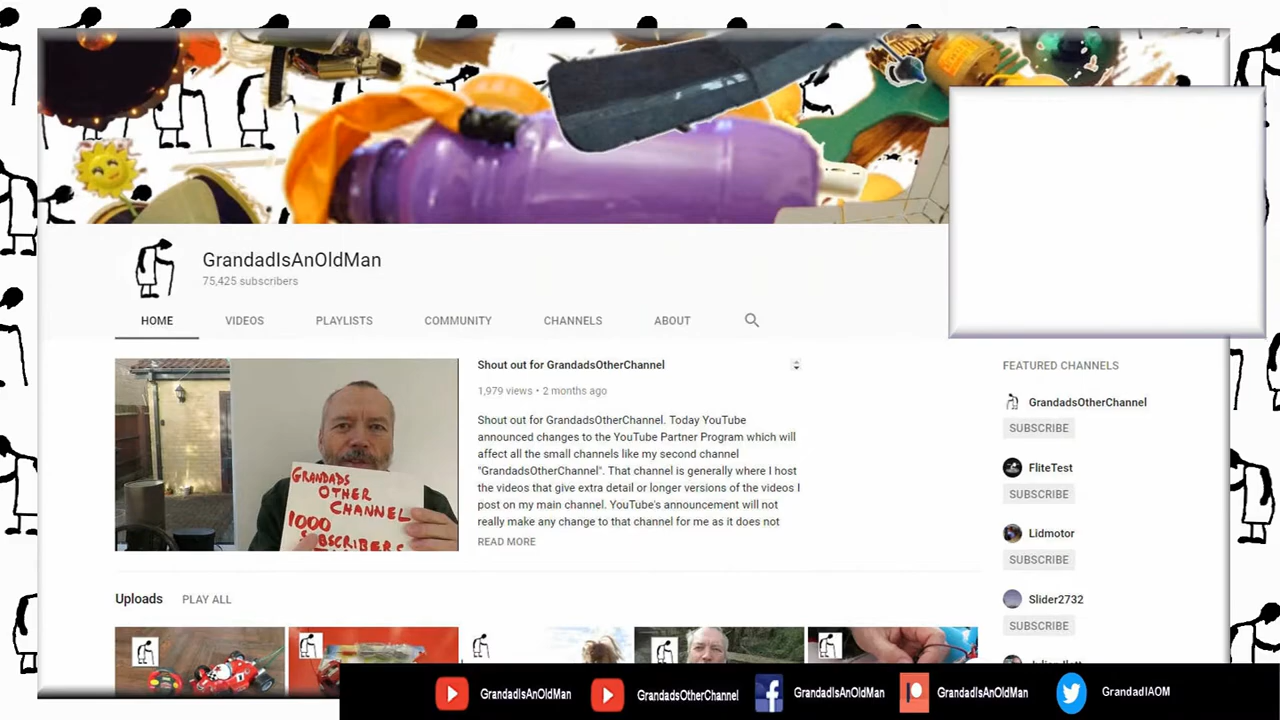 GrandadIsAnOldMan
75,425 subscribers
HOME
VIDEOS
PLAYLISTS
COMMUNITY
CHANNELS
ABOUT
GRANDADS
OTHER
CHANNEL
1000
SUBSCRIBERS
Shout out for GrandadsOtherChannel
1,979 views • 2 months ago
Shout out for GrandadsOtherChannel. Today YouTube
announced changes to the YouTube Partner Program which will
affect all the small channels like my second channel
"GrandadsOtherChannel". That channel is generally where I host
the videos that give extra detail or longer versions of the videos I
post on my main channel. YouTube's announcement will not
really make any change to that channel for me as it does not
READ MORE
FEATURED CHANNELS
GrandadsOtherChannel
SUBSCRIBE
FliteTest
SUBSCRIBE
Lidmotor
SUBSCRIBE
Slider2732
SUBSCRIBE
Uploads PLAY ALL
GrandadIsAnOldMan
GrandadsOtherChannel
GrandadIsAnOldMan
GrandadIsAnOldMan
GrandadIAOM